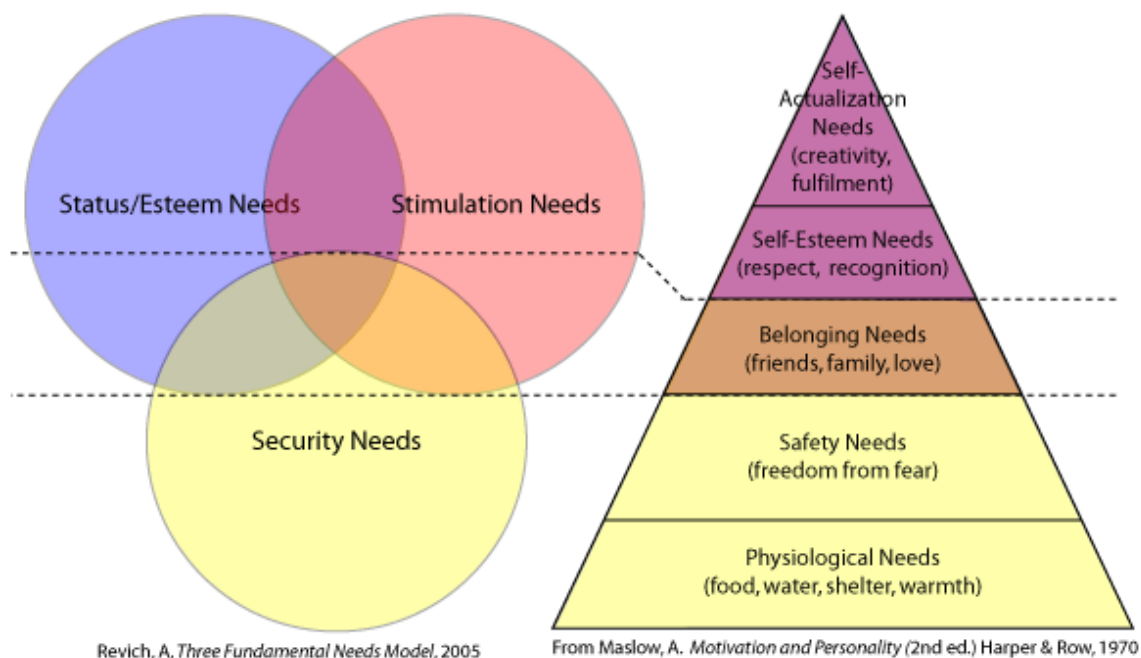 Status/Esteem Needs
Stimulation Needs
Security Needs
Revich, A. Three Fundamental Needs Model, 2005
Self-
Actualization
Needs
(creativity,
fulfilment)
Self-Esteem Needs
(respect, recognition)
Belonging Needs
(friends, family, love)
Safety Needs
(freedom from fear)
Physiological Needs
(food, water, shelter, warmth)
From Maslow, A. Motivation and Personality (2nd ed.) Harper & Row, 1970